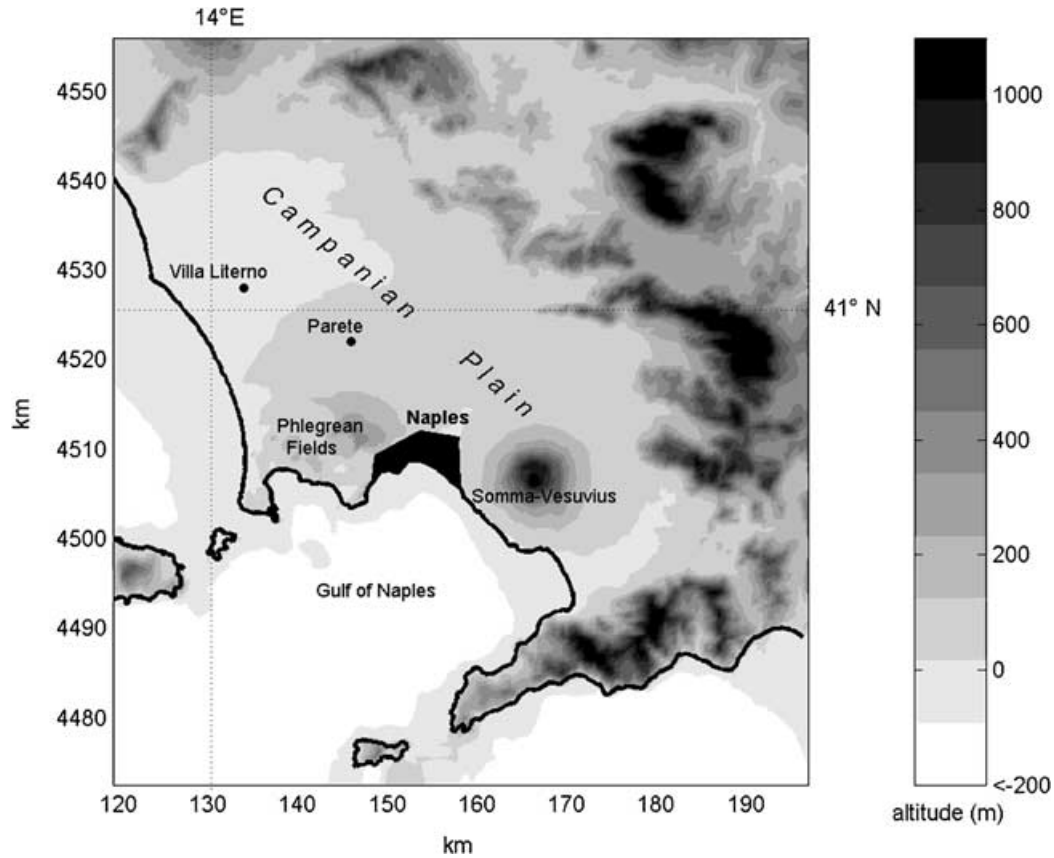 14°E
4550
4540
4530
4520
4510
4500
4490
4480
km
Campanian
Plain
Villa Literno
Parete
Phlegrean
Fields
Naples
Somma-Vesuvius
Gulf of Naples
41° N
120 130 140 150 160 170 180 190
km
1000
800
600
400
200
0
<-200
altitude (m)